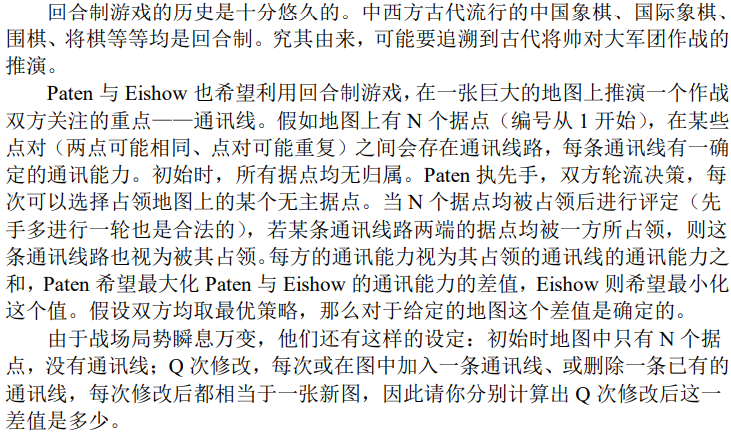 回合制游戏的历史是十分悠久的。中西方古代流行的中国象棋、国际象棋、
围棋、将棋等等均是回合制。究其由来，可能要追溯到古代将帅对大军团作战的
推演。
Paten 与 Eishow 也希望利用回合制游戏，在一张巨大的地图上推演一个作战
双方关注的重点——通讯线。假如地图上有 N 个据点（编号从 1 开始），在某些
点对（两点可能相同、点对可能重复）之间会存在通讯线路，每条通讯线有一确
定的通讯能力。初始时，所有据点均无归属。Paten 执先手，双方轮流决策，每
次可以选择占领地图上的某个无主据点。当 N 个据点均被占领后进行评定（先
手多进行一轮也是合法的），若某条通讯线路两端的据点均被一方所占领，则这
条通讯线路也视为被其占领。每方的通讯能力视为其占领的通讯线的通讯能力之
和，Paten 希望最大化 Paten 与 Eishow 的通讯能力的差值，Eishow 则希望最小化
这个值。假设双方均取最优策略，那么对于给定的地图这个差值是确定的。
由于战场局势瞬息万变，他们还有这样的设定：初始时地图中只有 N 个据
点，没有通讯线；Q 次修改，每次或在图中加入一条通讯线、或删除一条已有的
通讯线，每次修改后都相当于一张新图，因此请你分别计算出 Q 次修改后这一
差值是多少。